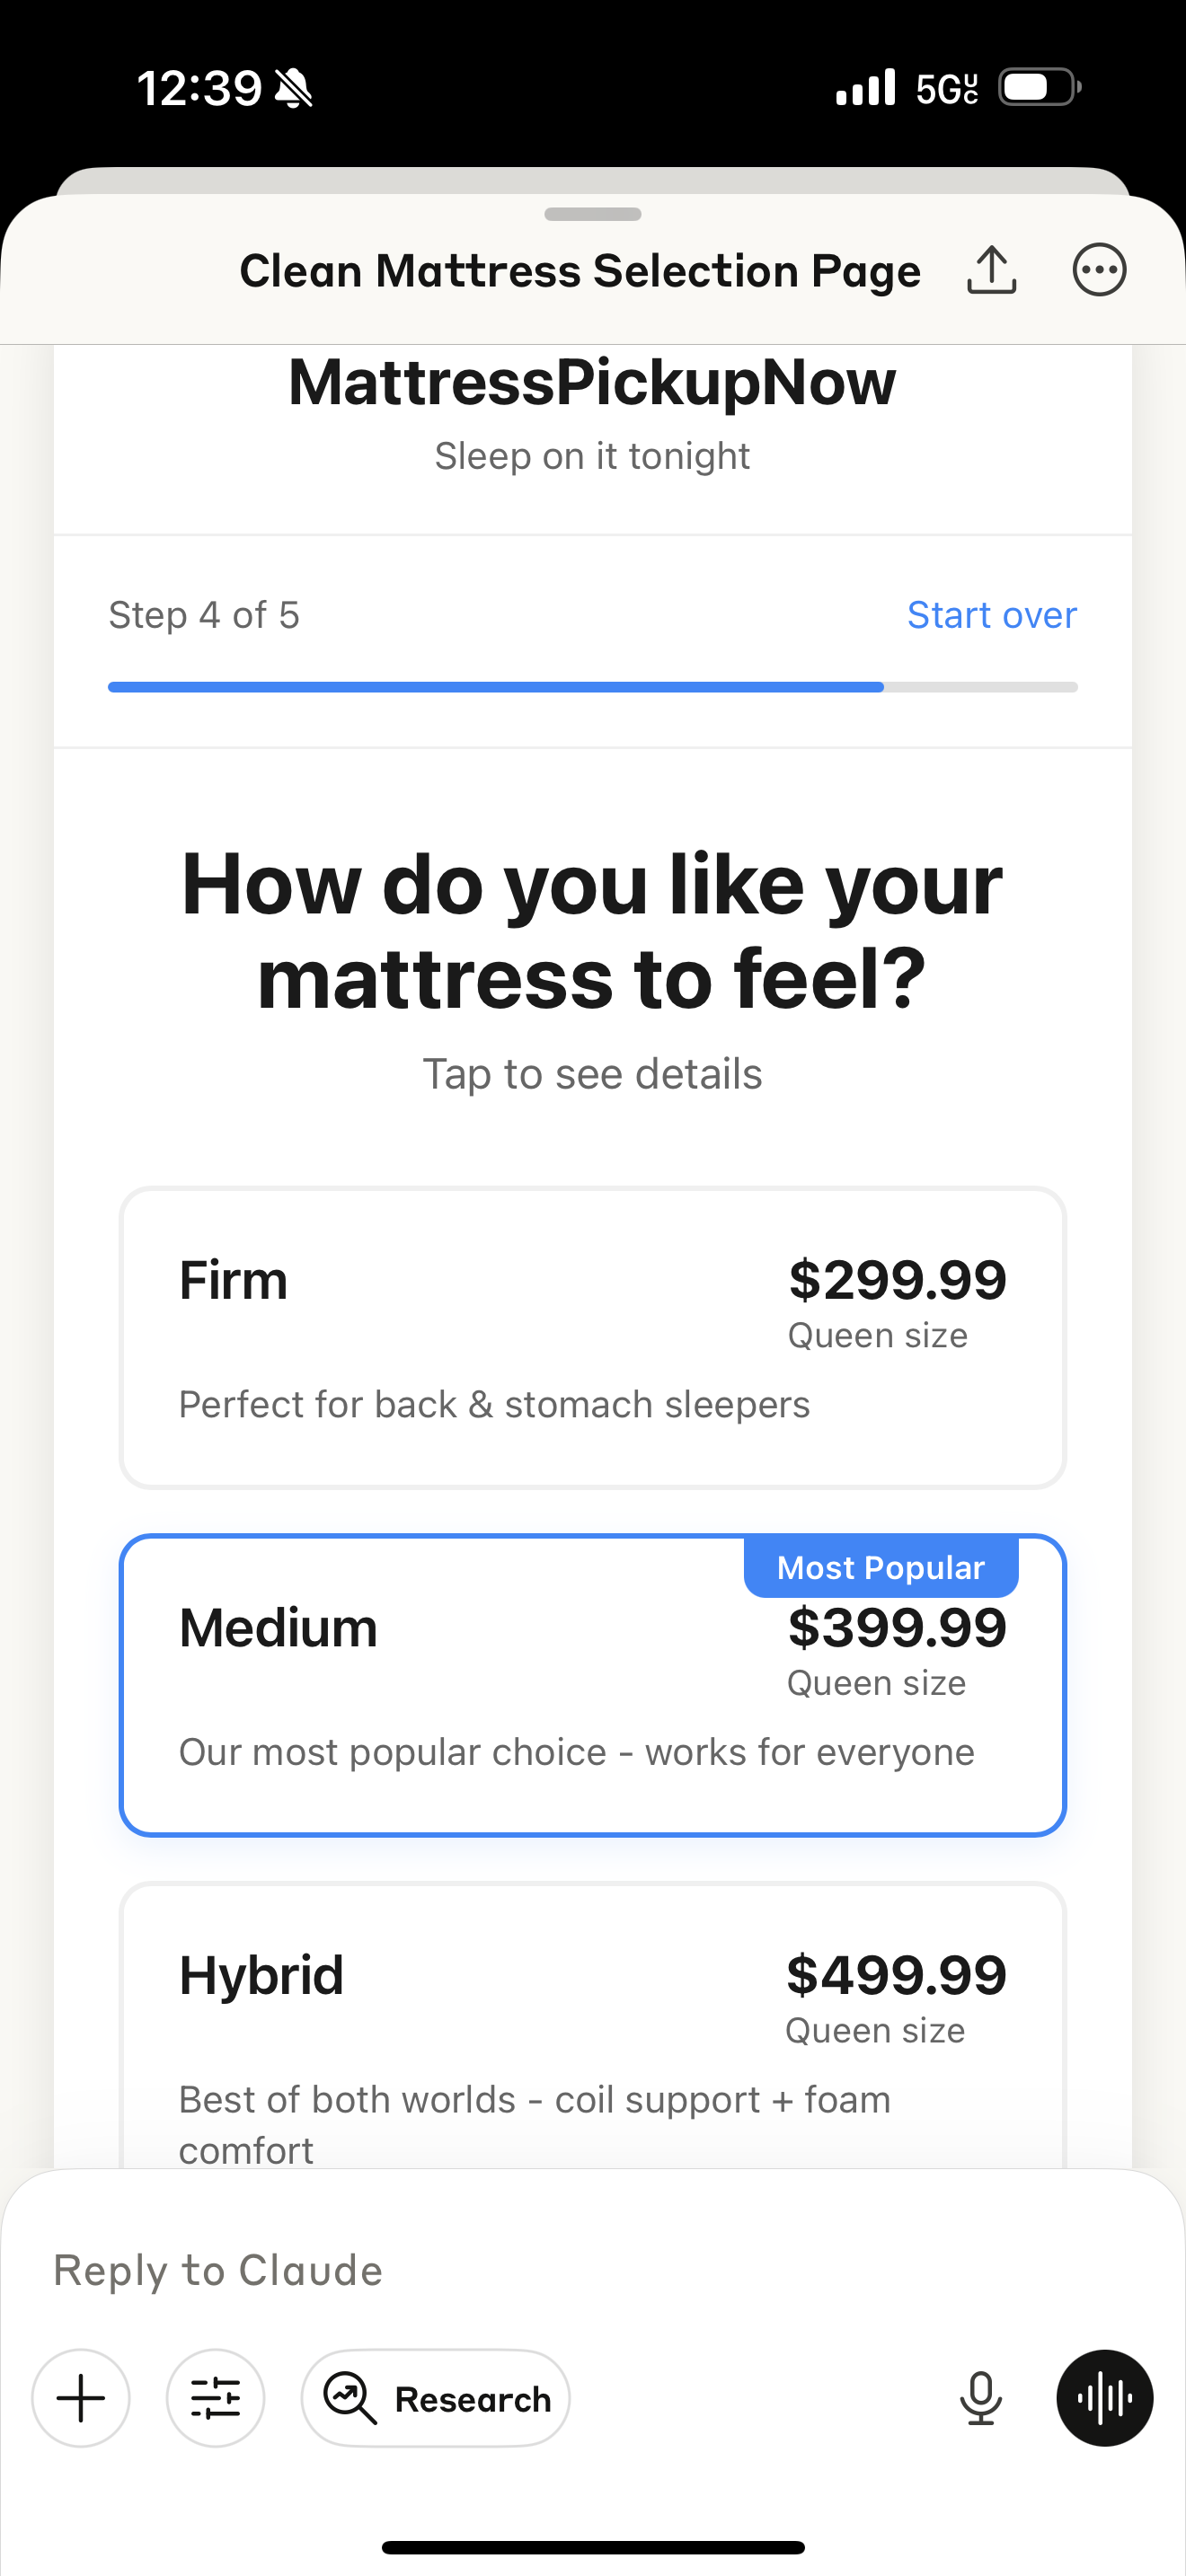 12:39
5G UC
Clean Mattress Selection Page
MattressPickupNow
Sleep on it tonight
Step 4 of 5
Start over
How do you like your
mattress to feel?
Tap to see details
Firm
$299.99
Queen size
Perfect for back & stomach sleepers
Most Popular
Medium
$399.99
Queen size
Our most popular choice - works for everyone
Hybrid
$499.99
Queen size
Best of both worlds - coil support + foam
comfort
Reply to Claude
Research